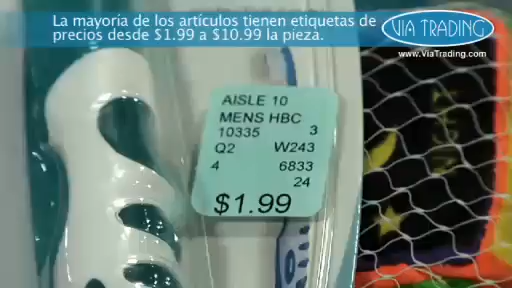 La mayoría de los artículos tienen etiquetas de
precios desde $1.99 a $10.99 la pieza.
VIA TRADING
www.ViaTrading.com
AISLE 10
MENS HBC
10335 3
Q2 W243
4 6833
24
$1.99